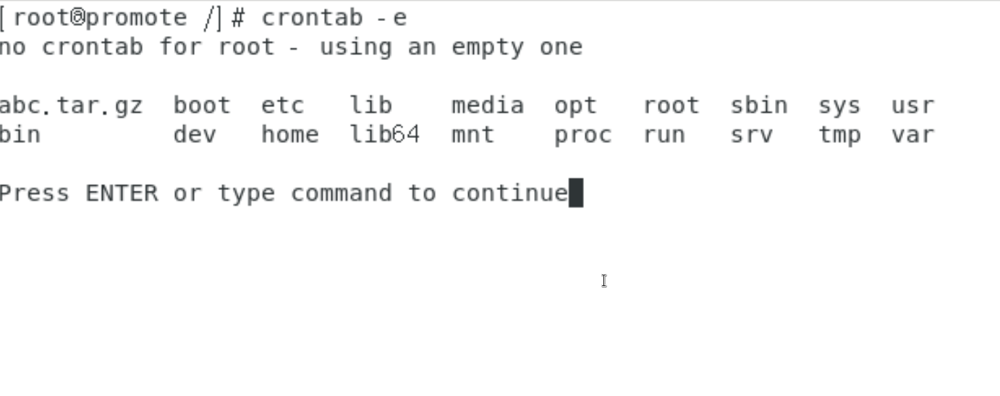 [root@promote /]# crontab -e
no crontab for root - using an empty one
abc.tar.gz boot etc lib media opt root sbin sys usr
bin dev home lib64 mnt proc run srv tmp var
Press ENTER or type command to continue